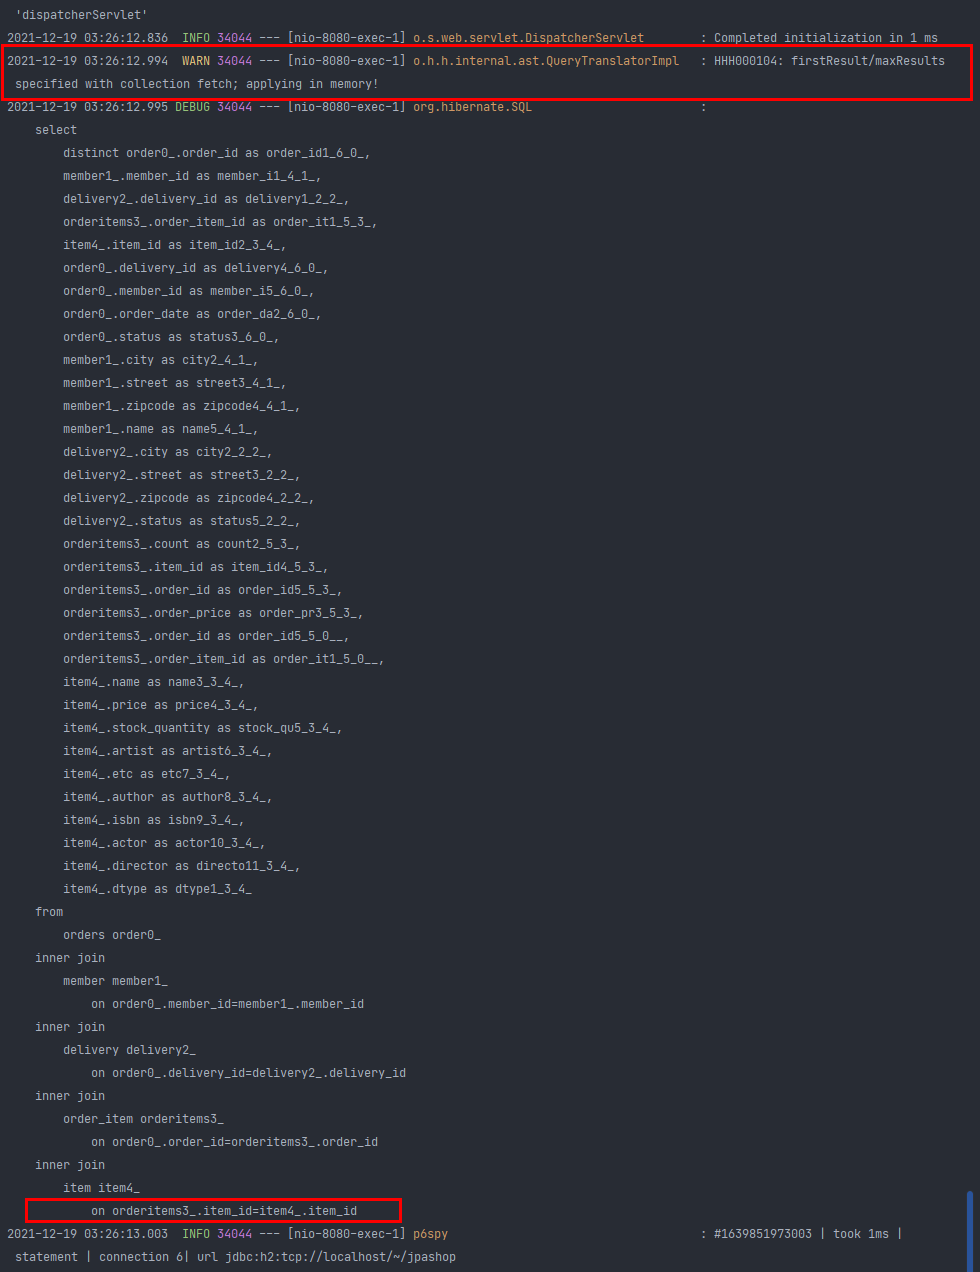 'dispatcherServlet'
2021-12-19 03:26:12.836  INFO 34044 --- [nio-8080-exec-1] o.s.web.servlet.DispatcherServlet        : Completed initialization in 1 ms
2021-12-19 03:26:12.994  WARN 34044 --- [nio-8080-exec-1] o.h.h.internal.ast.QueryTranslatorImpl   : HHH000104: firstResult/maxResults
specified with collection fetch; applying in memory!
2021-12-19 03:26:12.995 DEBUG 34044 --- [nio-8080-exec-1] org.hibernate.SQL                        :
select
distinct order0_.order_id as order_id1_6_0_,
member1_.member_id as member_i1_4_1_,
delivery2_.delivery_id as delivery1_2_2_,
orderitems3_.order_item_id as order_it1_5_3_,
item4_.item_id as item_id2_3_4_,
order0_.delivery_id as delivery4_6_0_,
order0_.member_id as member_i5_6_0_,
order0_.order_date as order_da2_6_0_,
order0_.status as status3_6_0_,
member1_.city as city2_4_1_,
member1_.street as street3_4_1_,
member1_.zipcode as zipcode4_4_1_,
member1_.name as name5_4_1_,
delivery2_.city as city2_2_2_,
delivery2_.street as street3_2_2_,
delivery2_.zipcode as zipcode4_2_2_,
delivery2_.status as status5_2_2_,
orderitems3_.count as count2_5_3_,
orderitems3_.item_id as item_id4_5_3_,
orderitems3_.order_id as order_id5_5_3_,
orderitems3_.order_price as order_pr3_5_3_,
orderitems3_.order_id as order_id5_5_0__,
orderitems3_.order_item_id as order_it1_5_0__,
item4_.name as name3_3_4_,
item4_.price as price4_3_4_,
item4_.stock_quantity as stock_qu5_3_4_,
item4_.artist as artist6_3_4_,
item4_.etc as etc7_3_4_,
item4_.author as author8_3_4_,
item4_.isbn as isbn9_3_4_,
item4_.actor as actor10_3_4_,
item4_.director as directo11_3_4_,
item4_.dtype as dtype1_3_4_
from
orders order0_
inner join
member member1_
on order0_.member_id=member1_.member_id
inner join
delivery delivery2_
on order0_.delivery_id=delivery2_.delivery_id
inner join
order_item orderitems3_
on order0_.order_id=orderitems3_.order_id
inner join
item item4_
on orderitems3_.item_id=item4_.item_id
2021-12-19 03:26:13.003  INFO 34044 --- [nio-8080-exec-1] p6spy                                    : #1639851973003 | took 1ms |
statement | connection 6| url jdbc:h2:tcp://localhost/~/jpashop